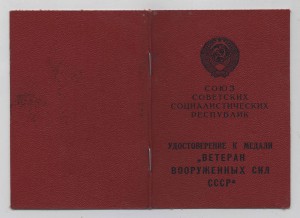 СОЮЗ
СОВЕТСКИХ
СОЦИАЛИСТИЧЕСКИХ
РЕСПУБЛИК
УДОСТОВЕРЕНИЕ К МЕДАЛИ
„ВЕТЕРАН
ВООРУЖЕННЫХ СИЛ
СССР“